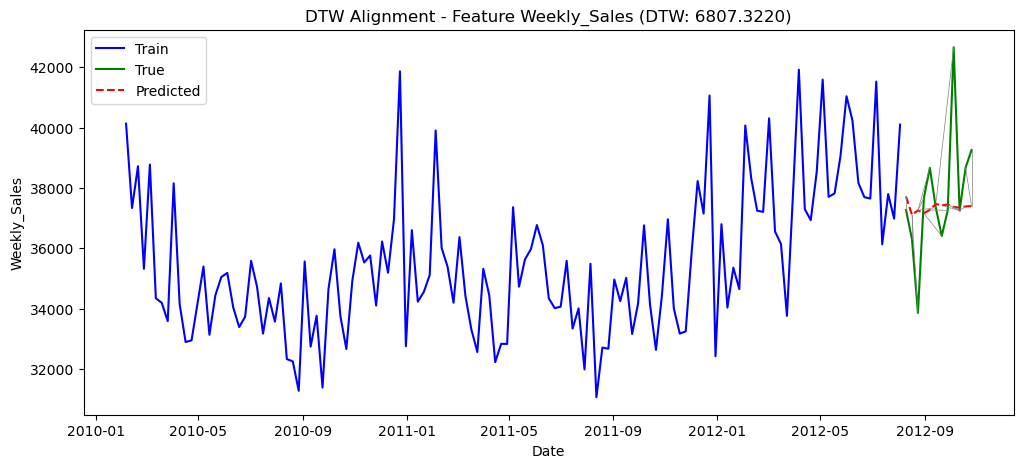 DTW Alignment - Feature Weekly_Sales (DTW: 6807.3220)
Train
True
Predicted
Weekly_Sales
42000
40000
38000
36000
34000
32000
2010-01 2010-05 2010-09 2011-01 2011-05 2011-09 2012-01 2012-05 2012-09
Date